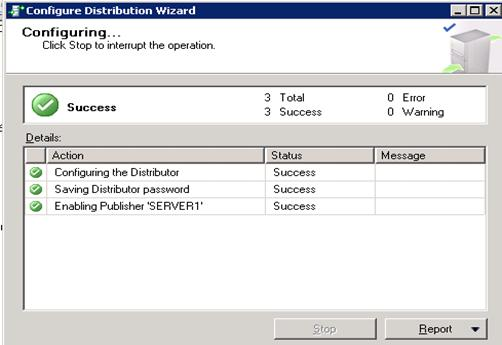 Configure Distribution Wizard
Configuring...
Click Stop to interrupt the operation.
Success
3 Total
0 Error
3 Success
0 Warning
Details:
Action Status Message
Configuring the Distributor Success
Saving Distributor password Success
Enabling Publisher 'SERVER1' Success
Stop
Report